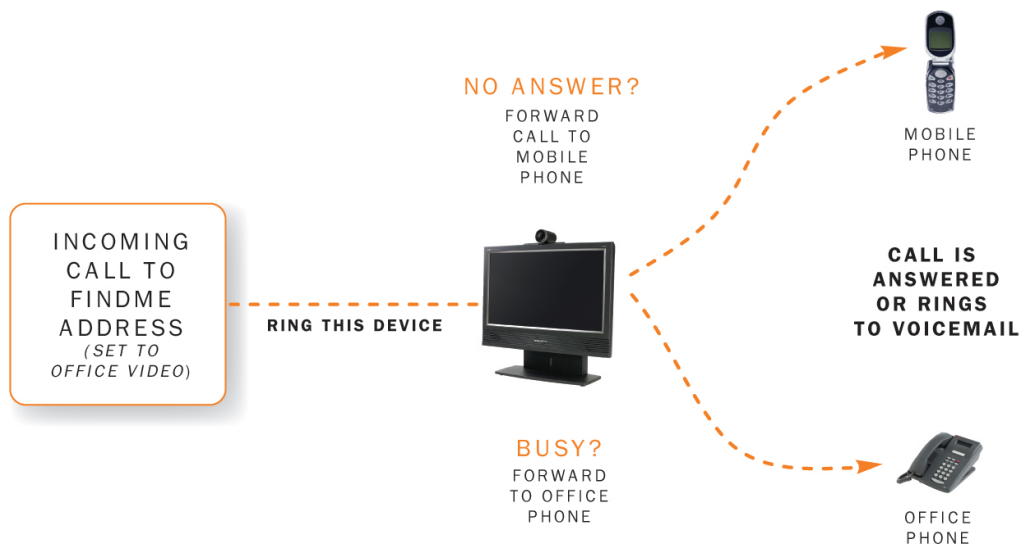 NO ANSWER?
FORWARD
CALL TO
MOBILE
PHONE
MOBILE
PHONE
INCOMING
CALL TO
FINDME
ADDRESS
(SET TO
OFFICE VIDEO)
RING THIS DEVICE
CALL IS
ANSWERED
OR RINGS
TO VOICEMAIL
BUSY?
FORWARD
TO OFFICE
PHONE
OFFICE
PHONE